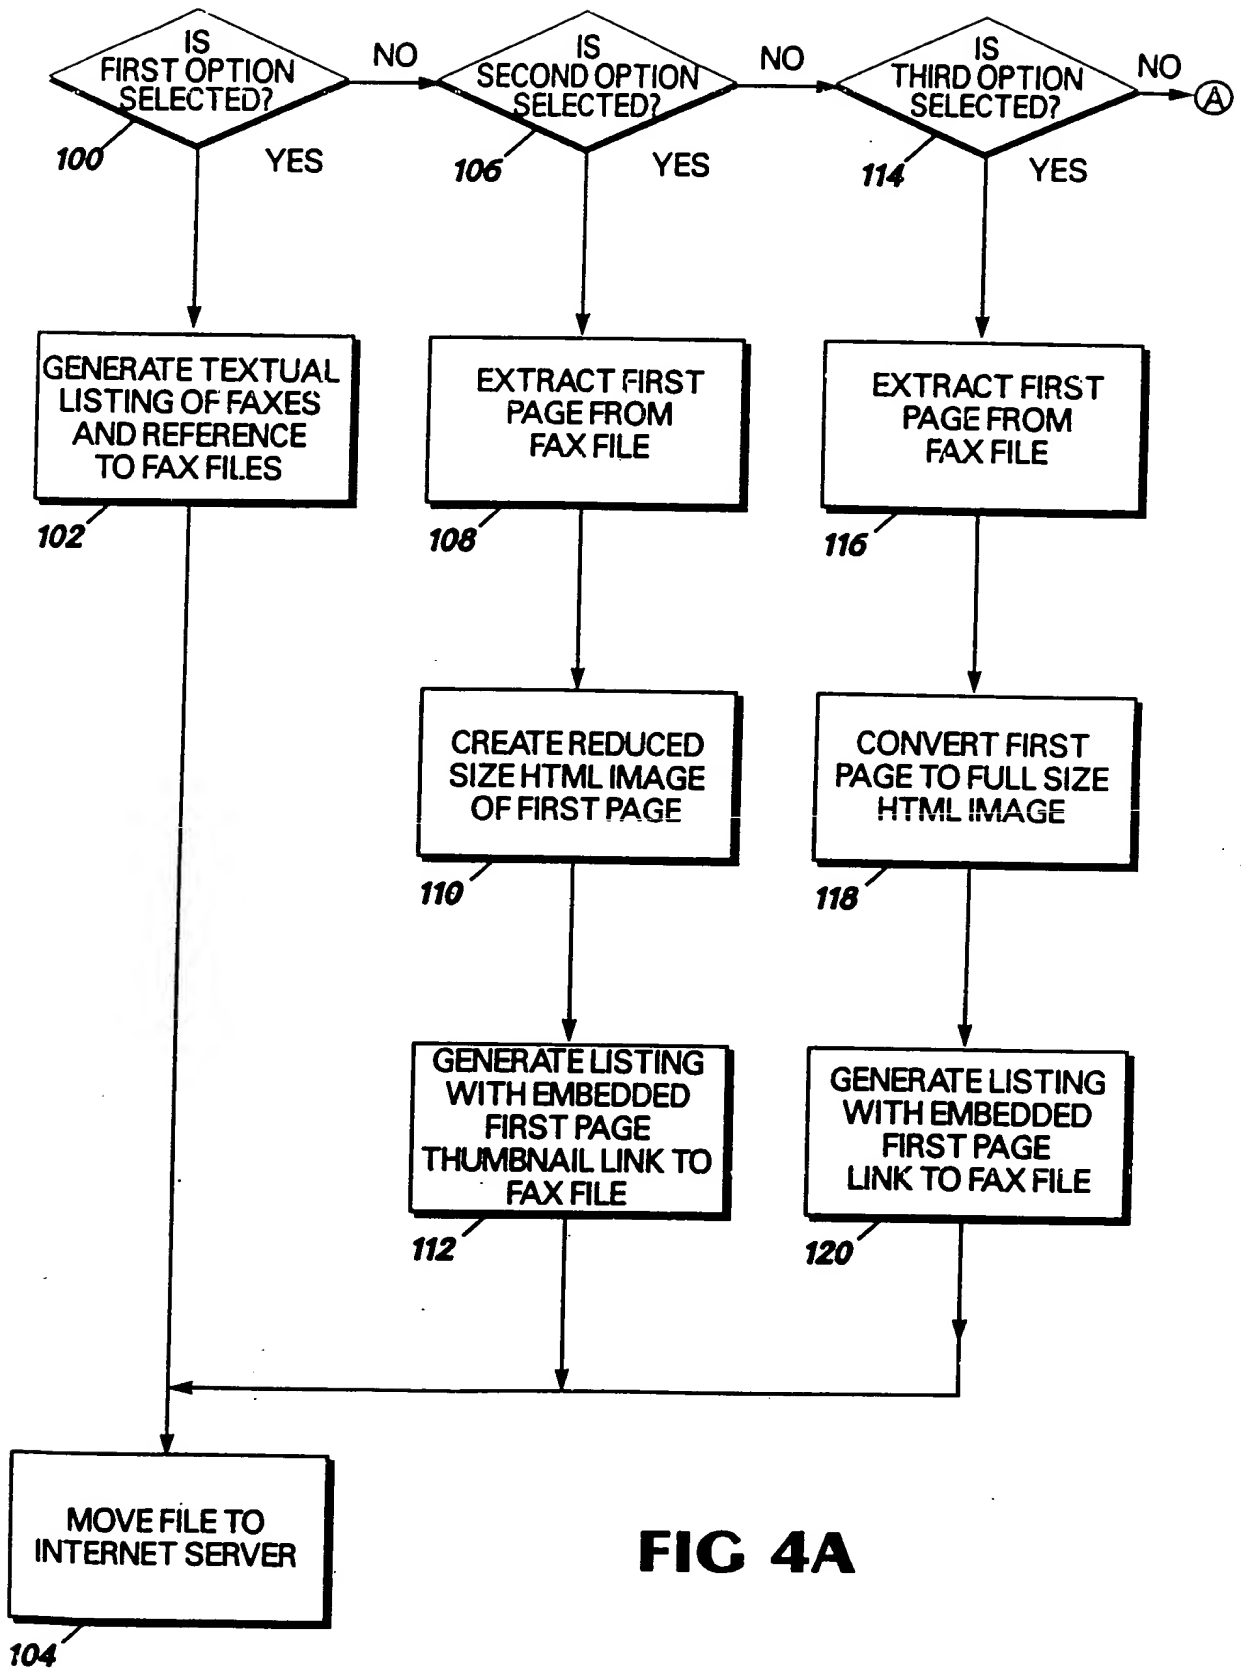 IS
FIRST OPTION
SELECTED?
100
NO
YES
IS
SECOND OPTION
SELECTED?
106
NO
YES
IS
THIRD OPTION
SELECTED?
114
NO
A
YES
GENERATE TEXTUAL
LISTING OF FAXES
AND REFERENCE
TO FAX FILES
102
EXTRACT FIRST
PAGE FROM
FAX FILE
108
EXTRACT FIRST
PAGE FROM
FAX FILE
116
CREATE REDUCED
SIZE HTML IMAGE
OF FIRST PAGE
110
CONVERT FIRST
PAGE TO FULL SIZE
HTML IMAGE
118
GENERATE LISTING
WITH EMBEDDED
FIRST PAGE
THUMBNAIL LINK TO
FAX FILE
112
GENERATE LISTING
WITH EMBEDDED
FIRST PAGE
LINK TO FAX FILE
120
MOVE FILE TO
INTERNET SERVER
104
FIG 4A